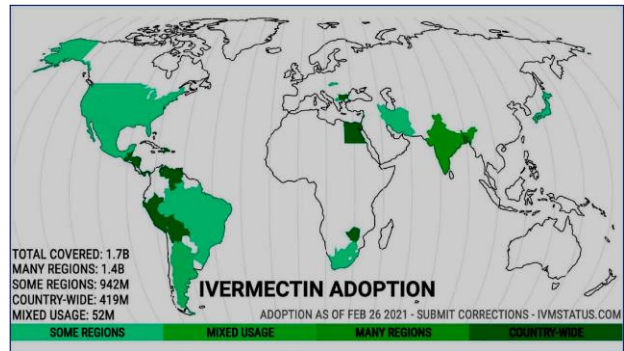 TOTAL COVERED: 1.7B
MANY REGIONS: 1.4B
SOME REGIONS: 942M
COUNTRY-WIDE: 419M
MIXED USAGE: 52M
IVERMECTIN ADOPTION
ADOPTION AS OF FEB 26 2021 - SUBMIT CORRECTIONS - IVMSTATUS.COM
SOME REGIONS MIXED USAGE MANY REGIONS COUNTRY-WIDE